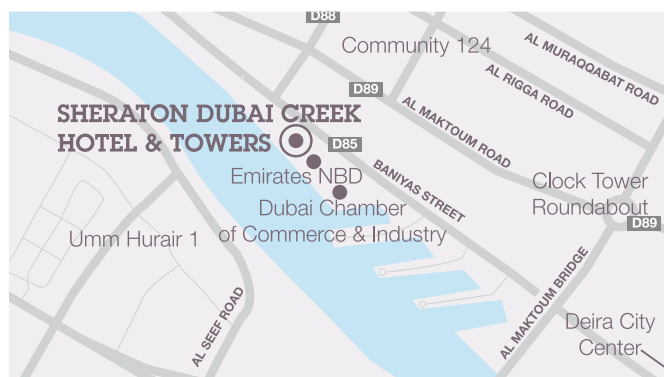 D88
Community 124
AL MURAQQABAT ROAD
AL RIGGA ROAD
D89
AL MAKTOUM ROAD
SHERATON DUBAI CREEK
HOTEL & TOWERS
D85
BANIYAS STREET
Emirates NBD
Dubai Chamber
of Commerce & Industry
Clock Tower
Roundabout
D89
Umm Hurair 1
AL SEEF ROAD
AL MAKTOUM BRIDGE
Deira City
Center